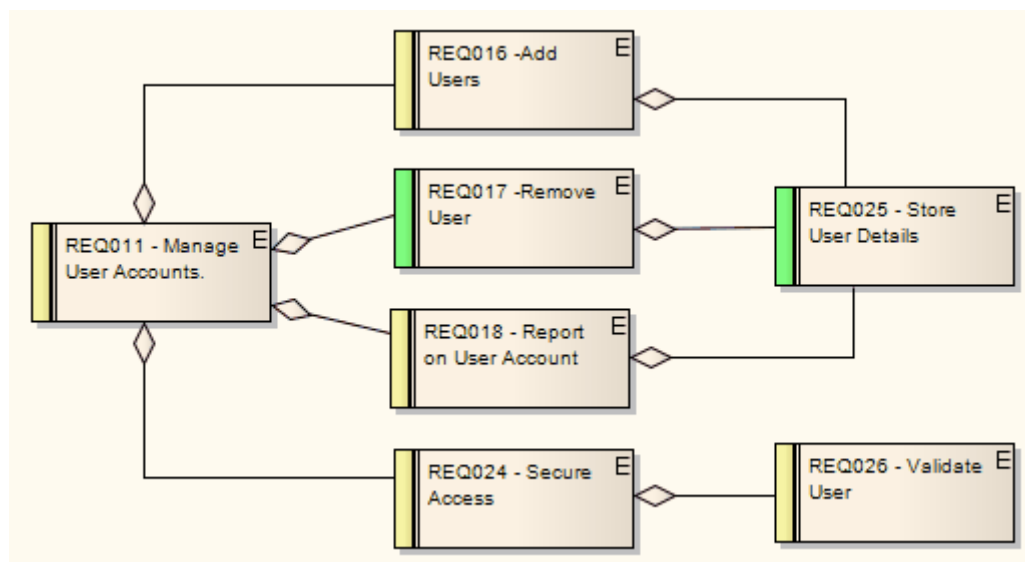 REQ016 -Add
Users
E
REQ017 -Remove
User
E
REQ025 - Store
User Details
E
REQ011 - Manage
User Accounts.
E
REQ018 - Report
on User Account
E
REQ024 - Secure
Access
E
REQ026 - Validate
User
E